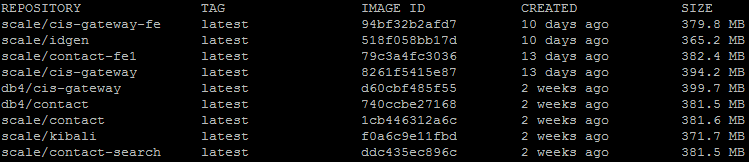 REPOSITORY TAG IMAGE ID CREATED SIZE
scale/cis-gateway-fe latest 94bf32b2afd7 10 days ago 379.8 MB
scale/idgen latest 518f058bb17d 10 days ago 365.2 MB
scale/contact-fe1 latest 79c3a4fc3036 13 days ago 382.4 MB
scale/cis-gateway latest 8261f5415e87 13 days ago 394.2 MB
db4/cis-gateway latest d60cbf485f55 2 weeks ago 399.7 MB
db4/contact latest 740ccbe27168 2 weeks ago 381.5 MB
scale/contact latest 1cb446312a6c 2 weeks ago 381.6 MB
scale/kibali latest f0a6c9e11fbd 2 weeks ago 371.7 MB
scale/contact-search latest ddc435ec896c 2 weeks ago 381.5 MB